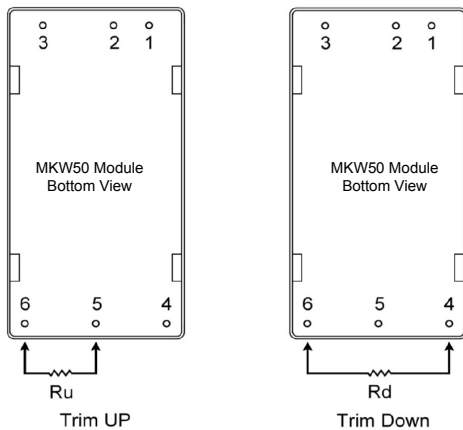 3 2 1
MKW50 Module
Bottom View
6 5 4
Ru
Trim UP
3 2 1
MKW50 Module
Bottom View
6 5 4
Rd
Trim Down